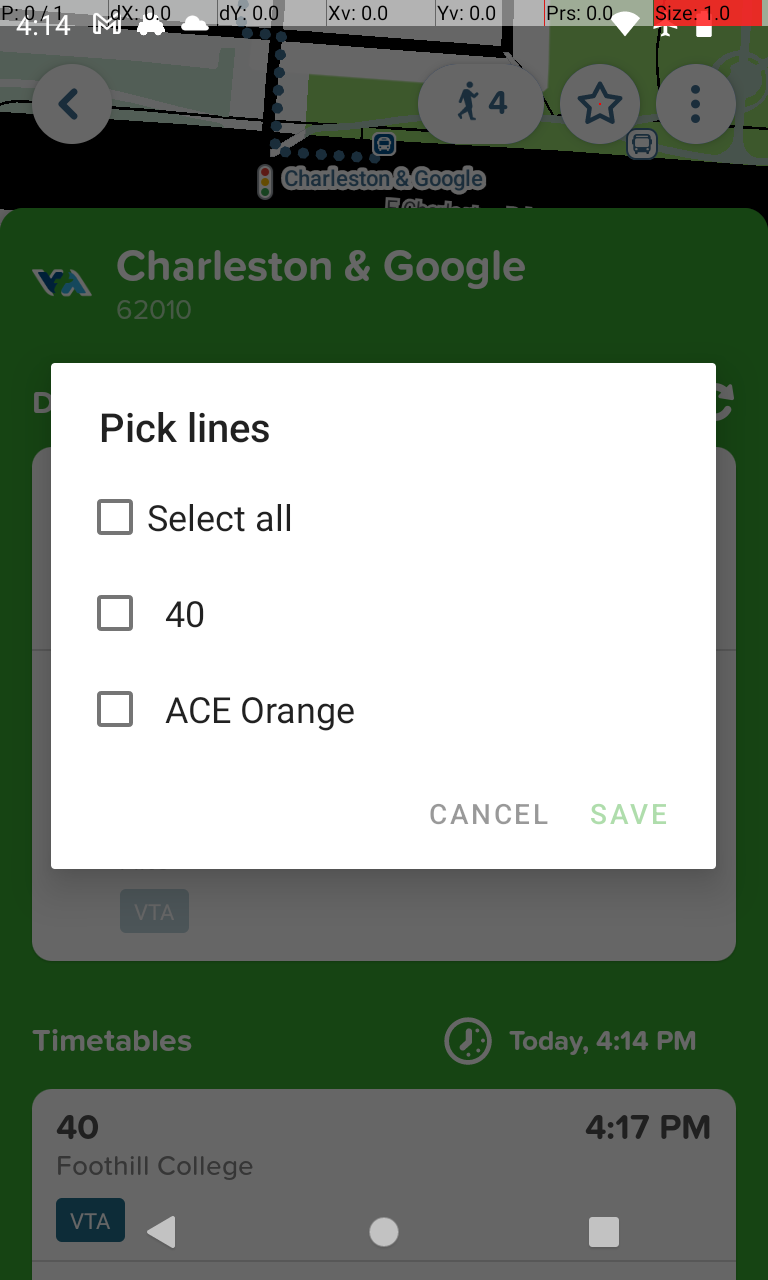 P: 0 / 1 dX: 0.0 dY: 0.0 Xv: 0.0 Yv: 0.0 Prs: 0.0 Size: 1.0
4:14
4
Charleston & Google
Charleston & Google
62010
D
Pick lines
Select all
40
ACE Orange
CANCEL SAVE
VTA
Timetables Today, 4:14 PM
40 4:17 PM
Foothill College
VTA